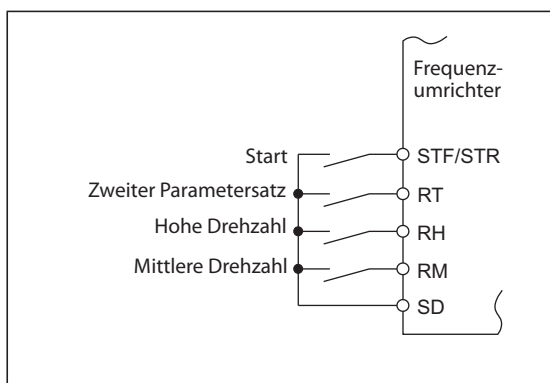 Frequenz-
umrichter
Start
STF/STR
Zweiter Parametersatz
RT
Hohe Drehzahl
RH
Mittlere Drehzahl
RM
SD